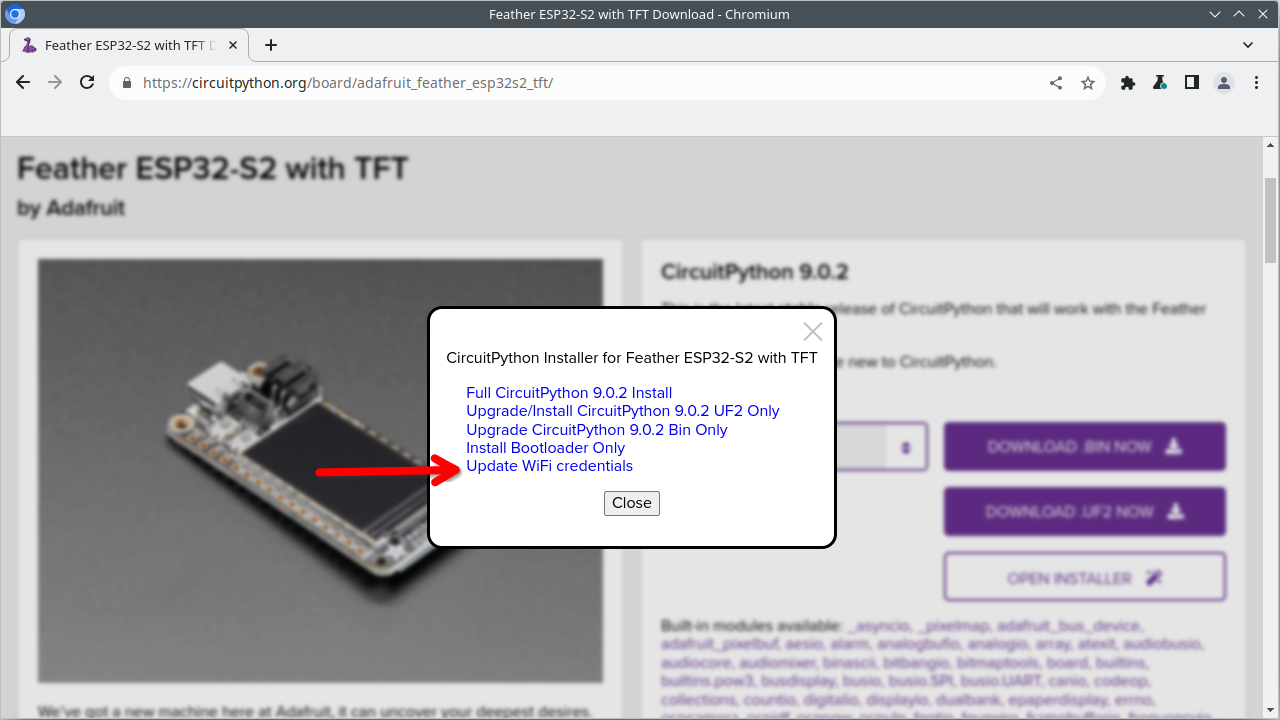 Feather ESP32-S2 with TFT Download - Chromium
Feather ESP32-S2 with TFT D
https://circuitpython.org/board/adafruit_feather_esp32s2_tft/
Feather ESP32-S2 with TFT
by Adafruit
CircuitPython 9.0.2
This is the latest stable release of CircuitPython that will work with the Feather
new to CircuitPython.
CircuitPython Installer for Feather ESP32-S2 with TFT
Full CircuitPython 9.0.2 Install
Upgrade/Install CircuitPython 9.0.2 UF2 Only
Upgrade CircuitPython 9.0.2 Bin Only
Install Bootloader Only
Update WiFi credentials
Close
DOWNLOAD .BIN NOW
DOWNLOAD .UF2 NOW
OPEN INSTALLER
Built-in modules available: _asyncio, _pixelmap, adafruit_bus_device,
adafruit_pixelbuf, aesio, alarm, analogbufio, analogio, array, atexit, audiobusio,
audiocore, audiomixer, binascii, bitbangio, bitmaptools, board, builtins,
builtins.pow3, busdisplay, busio, busio.SPI, busio.UART, canio, codeop,
collections, countio, digitalio, displayio, dualbank, epaperdisplay, errno,
We've got a new machine here at Adafruit, it can uncover your deepest desires.